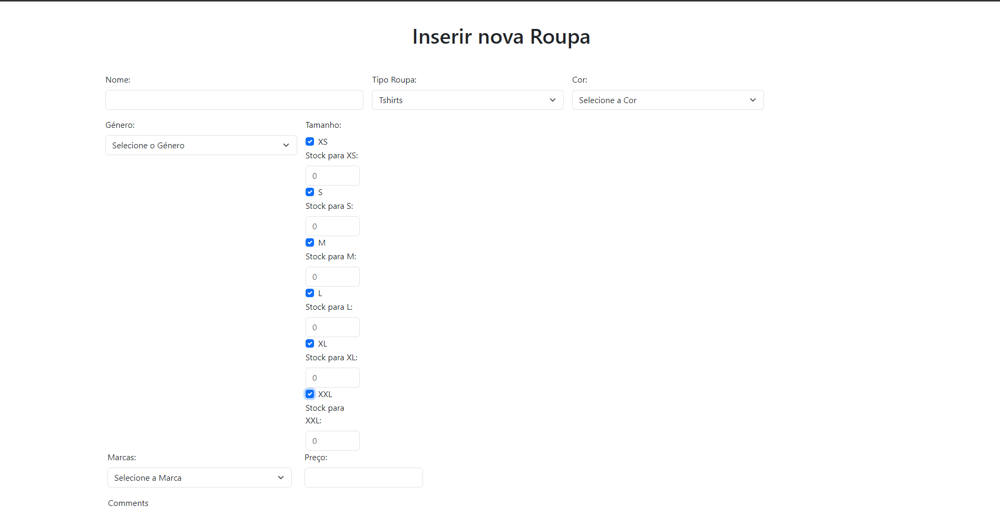 Inserir nova Roupa
Nome:
Tipo Roupa:
Cor:
Tshirts
Selecione a Cor
Género:
Tamanho:
Selecione o Género
XS
Stock para XS:
0
S
Stock para S:
0
M
Stock para M:
0
L
Stock para L:
0
XL
Stock para XL:
0
XXL
Stock para
XXL:
0
Marcas:
Preço:
Selecione a Marca
Comments